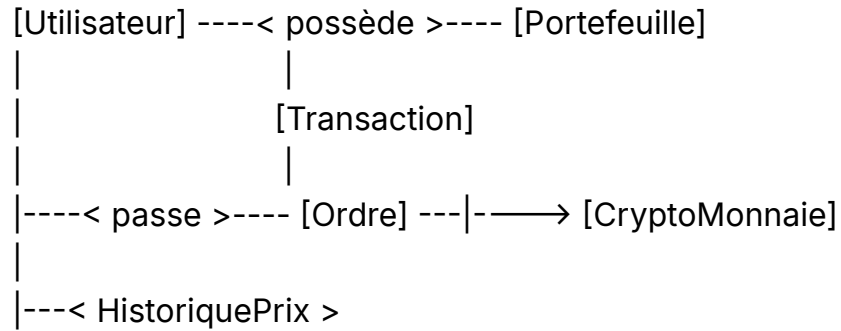 [Utilisateur] ----< possède >---- [Portefeuille]
| |
| [Transaction]
| |
|----< passe >---- [Ordre] ---|----→ [CryptoMonnaie]
|
|---< HistoriquePrix >